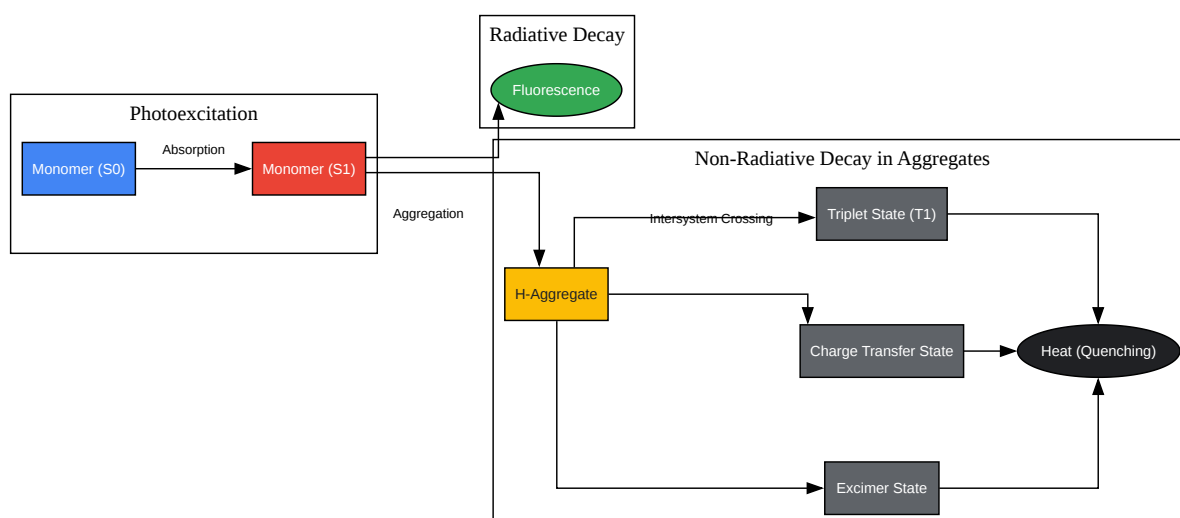 Radiative Decay
Fluorescence
Photoexcitation
Monomer (S0)
Absorption
Monomer (S1)
Aggregation
Non-Radiative Decay in Aggregates
Intersystem Crossing
Triplet State (T1)
H-Aggregate
Charge Transfer State
Heat (Quenching)
Excimer State